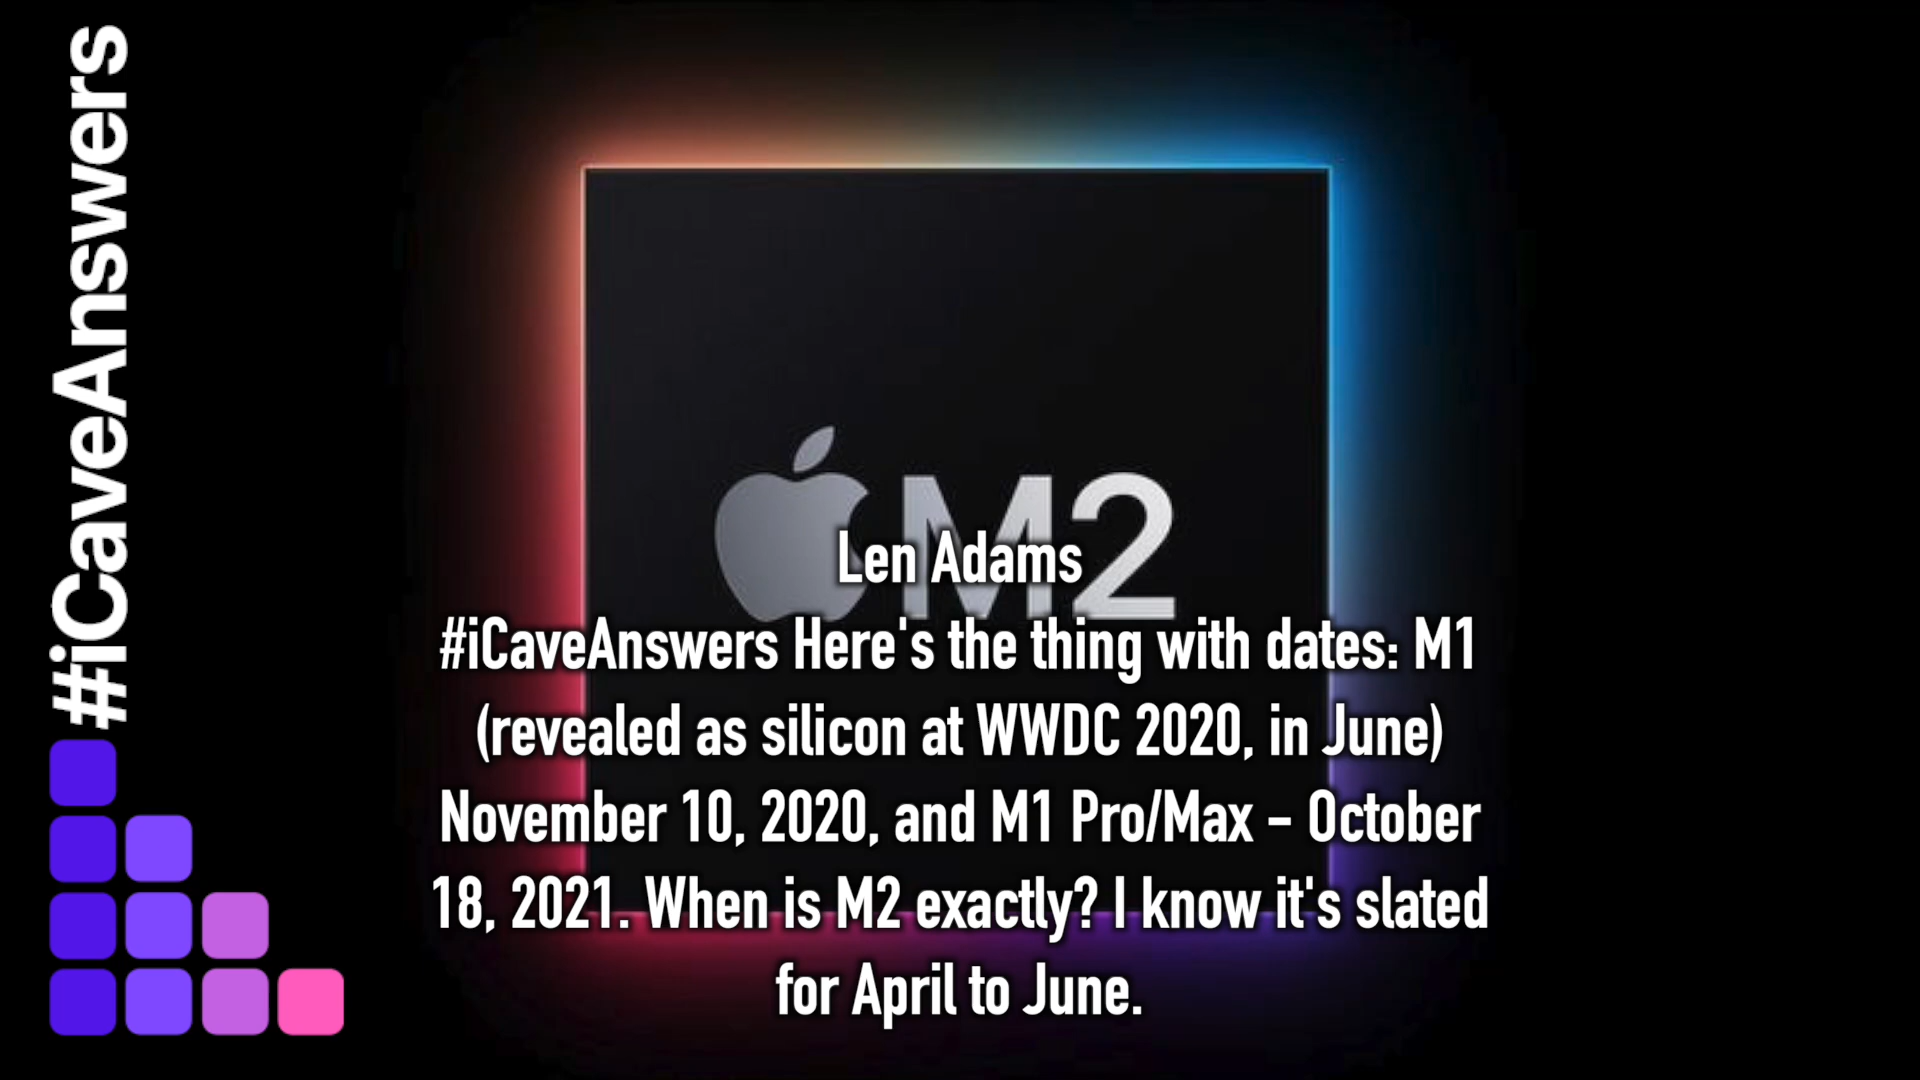 #iCaveAnswers
M2
Len Adams
#iCaveAnswers Here's the thing with dates: M1
(revealed as silicon at WWDC 2020, in June)
November 10, 2020, and M1 Pro/Max – October
18, 2021. When is M2 exactly? I know it's slated
for April to June.